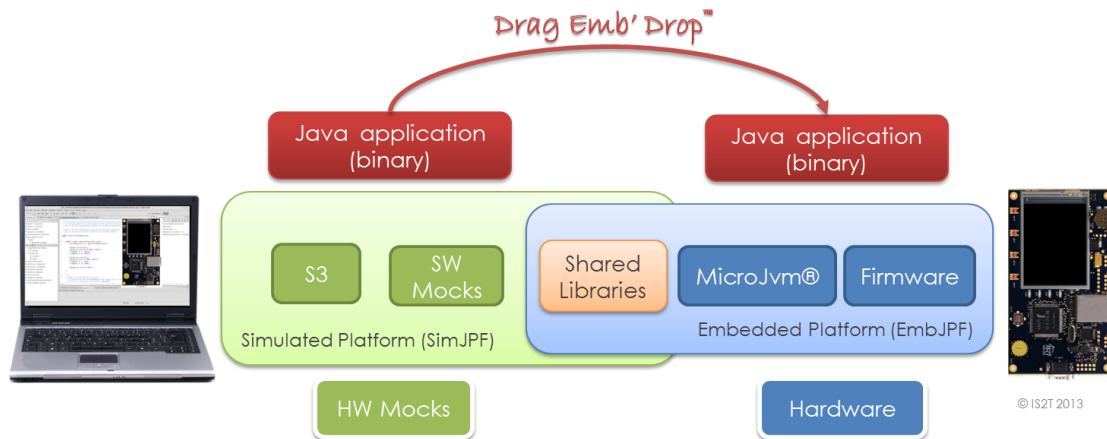 Drag Emb' Drop™
Java application
(binary)
Java application
(binary)
S3
SW
Mocks
Shared
Libraries
MicroJvm®
Firmware
Simulated Platform (SimJPF)
Embedded Platform (EmbJPF)
HW Mocks
Hardware
© IS2T 2013